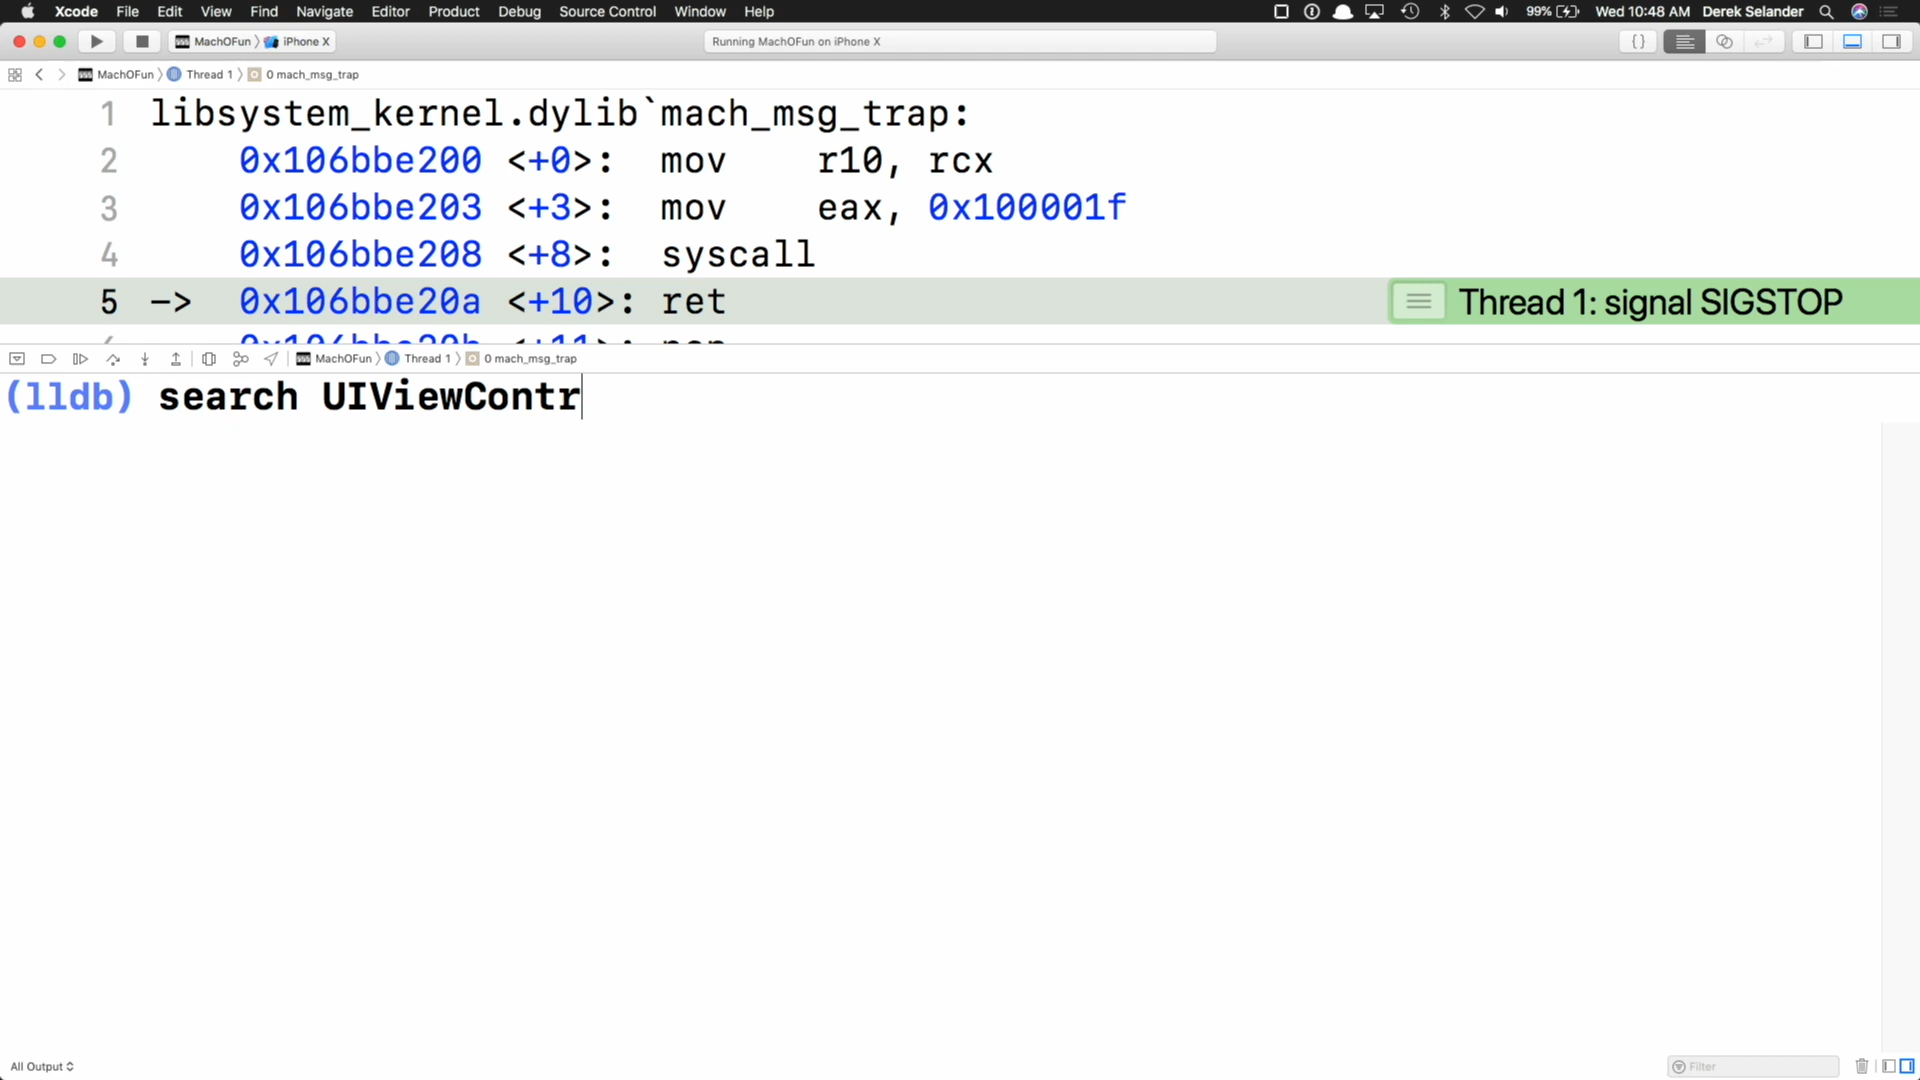 Xcode File Edit View Find Navigate Editor Product Debug Source Control Window Help 99% Wed 10:48 AM Derek Selander
MachOFun 〉 iPhone X Running MachOFun on iPhone X {}
MachOFun 〉 Thread 1 〉 0 mach_msg_trap
1 libsystem_kernel.dylib`mach_msg_trap:
2 0x106bbe200 <+0>: mov r10, rcx
3 0x106bbe203 <+3>: mov eax, 0x100001f
4 0x106bbe208 <+8>: syscall
5 -> 0x106bbe20a <+10>: ret Thread 1: signal SIGSTOP
MachOFun 〉 Thread 1 〉 0 mach_msg_trap
(lldb) search UIViewContr
All Output Filter